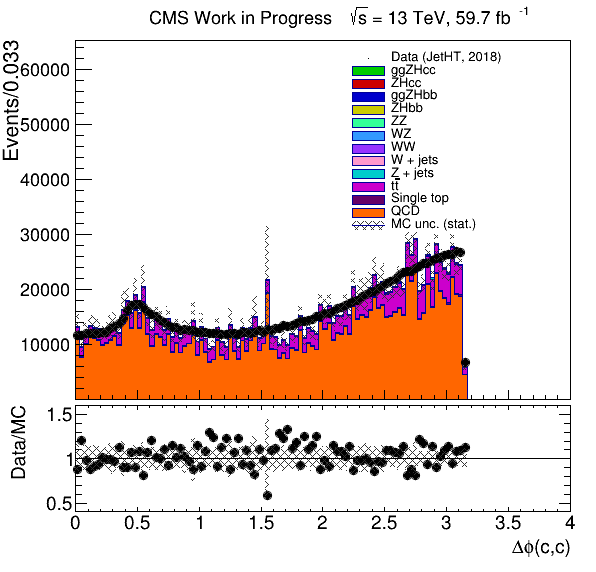 CMS Work in Progress √s = 13 TeV, 59.7 fb -1
Events/0.033
60000
50000
40000
30000
20000
10000
Data (JetHT, 2018)
ggZHcc
ZHcc
ggZHbb
ZHbb
ZZ
WZ
WW
W + jets
Z + jets
tt̅
Single top
QCD
MC unc. (stat.)
Data/MC
1.5
1
0.5
0 0.5 1 1.5 2 2.5 3 3.5 4
Δϕ(c,c)